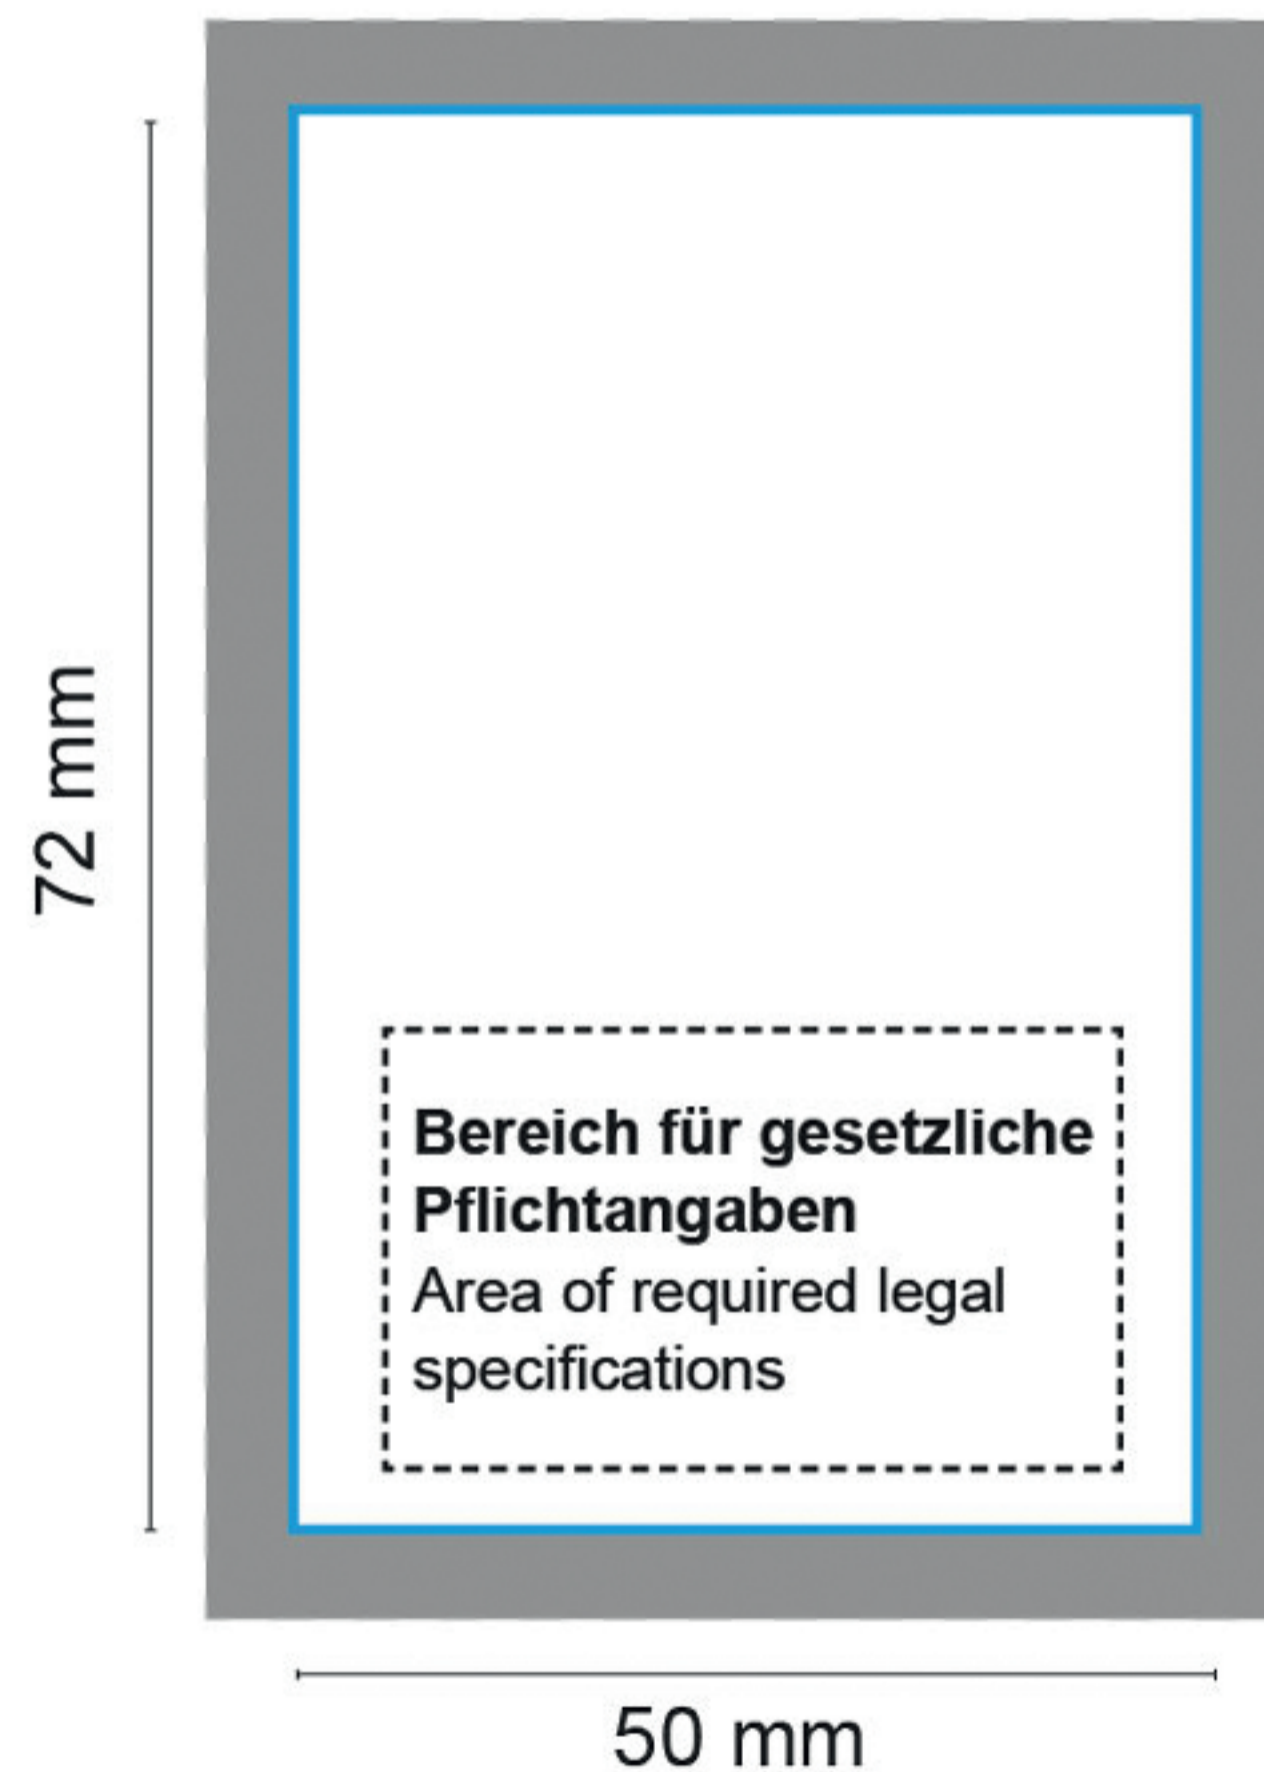 72 mm
Bereich für gesetzliche
Pflichtangaben
Area of required legal
specifications
50 mm